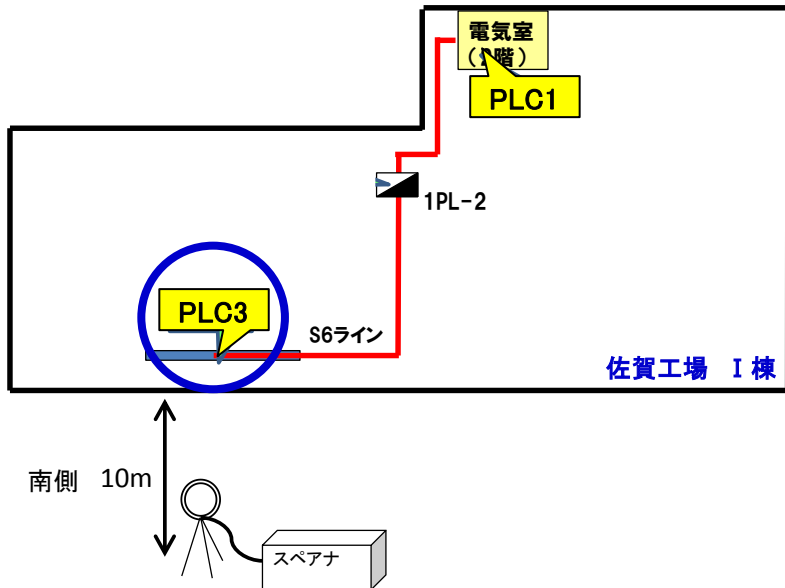 電気室
階）
PLC1
1PL-2
PLC3
S6ライン
佐賀工場 I 棟
南側 10m
スペアナ